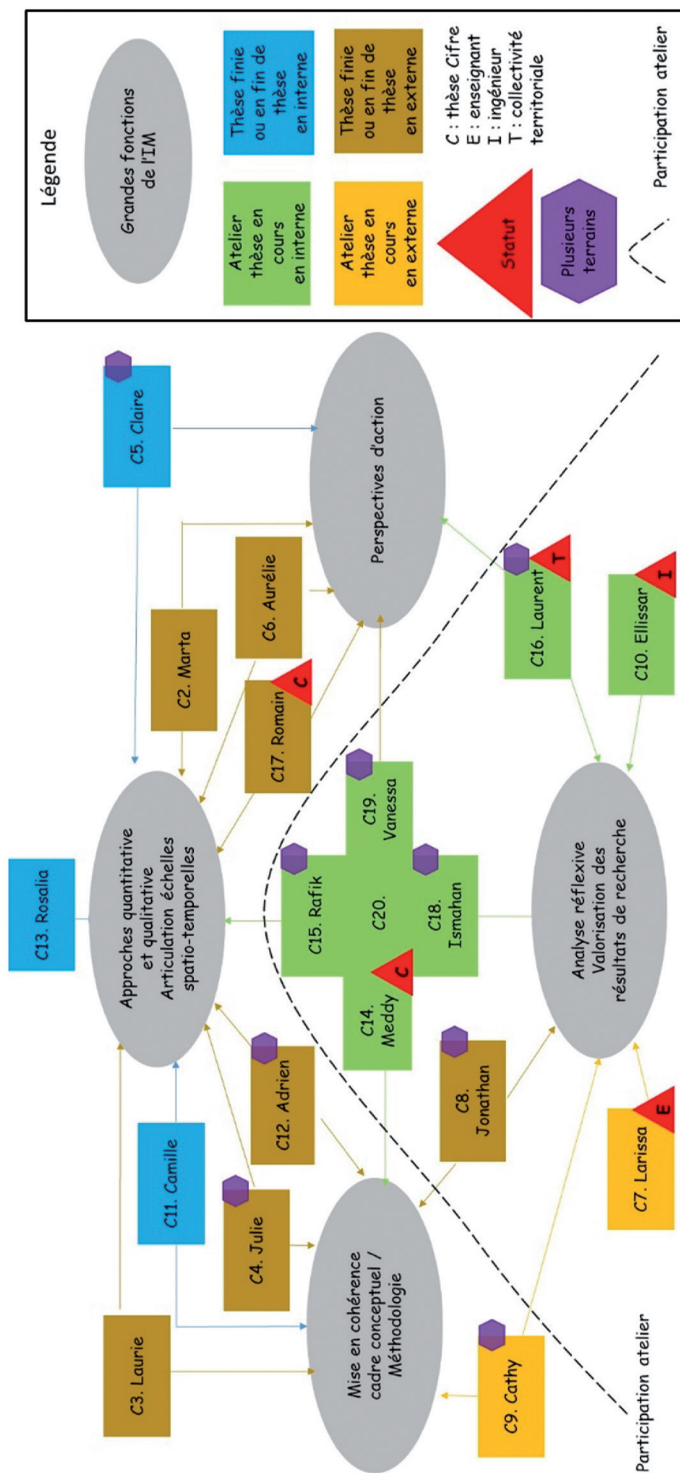 C13. Rosalia
C5. Claire
C3. Laurie
C11. Camille
Approches quantitative
et qualitative
Articulation échelles
spatio-temporelles
C2. Marta
C4. Julie
C12. Adrien
C6. Aurélie
C17. Romain
C
Mise en cohérence
cadre conceptuel /
Méthodologie
C15. Rafik
C14.
Meddy
C
C20.
C19.
Vanessa
C18.
Ismahan
Perspectives d'action
C8.
Jonathan
C9. Cathy
C7. Larissa
E
Analyse réflexive
Valorisation des
résultats de recherche
C16. Laurent
T
C10. Ellissar
I
Participation atelier
Légende
Grandes fonctions
de l'IM
Atelier
thèse en
cours
en interne
Thèse finie
ou en fin de
thèse
en interne
Atelier
thèse en
cours
en externe
Thèse finie
ou en fin de
thèse
en externe
Statut
C : thèse Cifre
E : enseignant
I : ingénieur
T : collectivité
territoriale
Plusieurs
terrains
Participation atelier